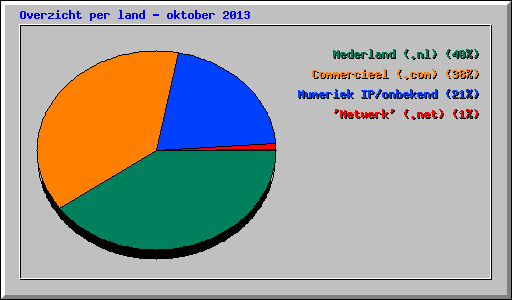 Overzicht per land - oktober 2013
Nederland (.nl) (40%)
Commercieel (.com) (38%)
Numeriek IP/onbekend (21%)
'Netwerk' (.net) (1%)